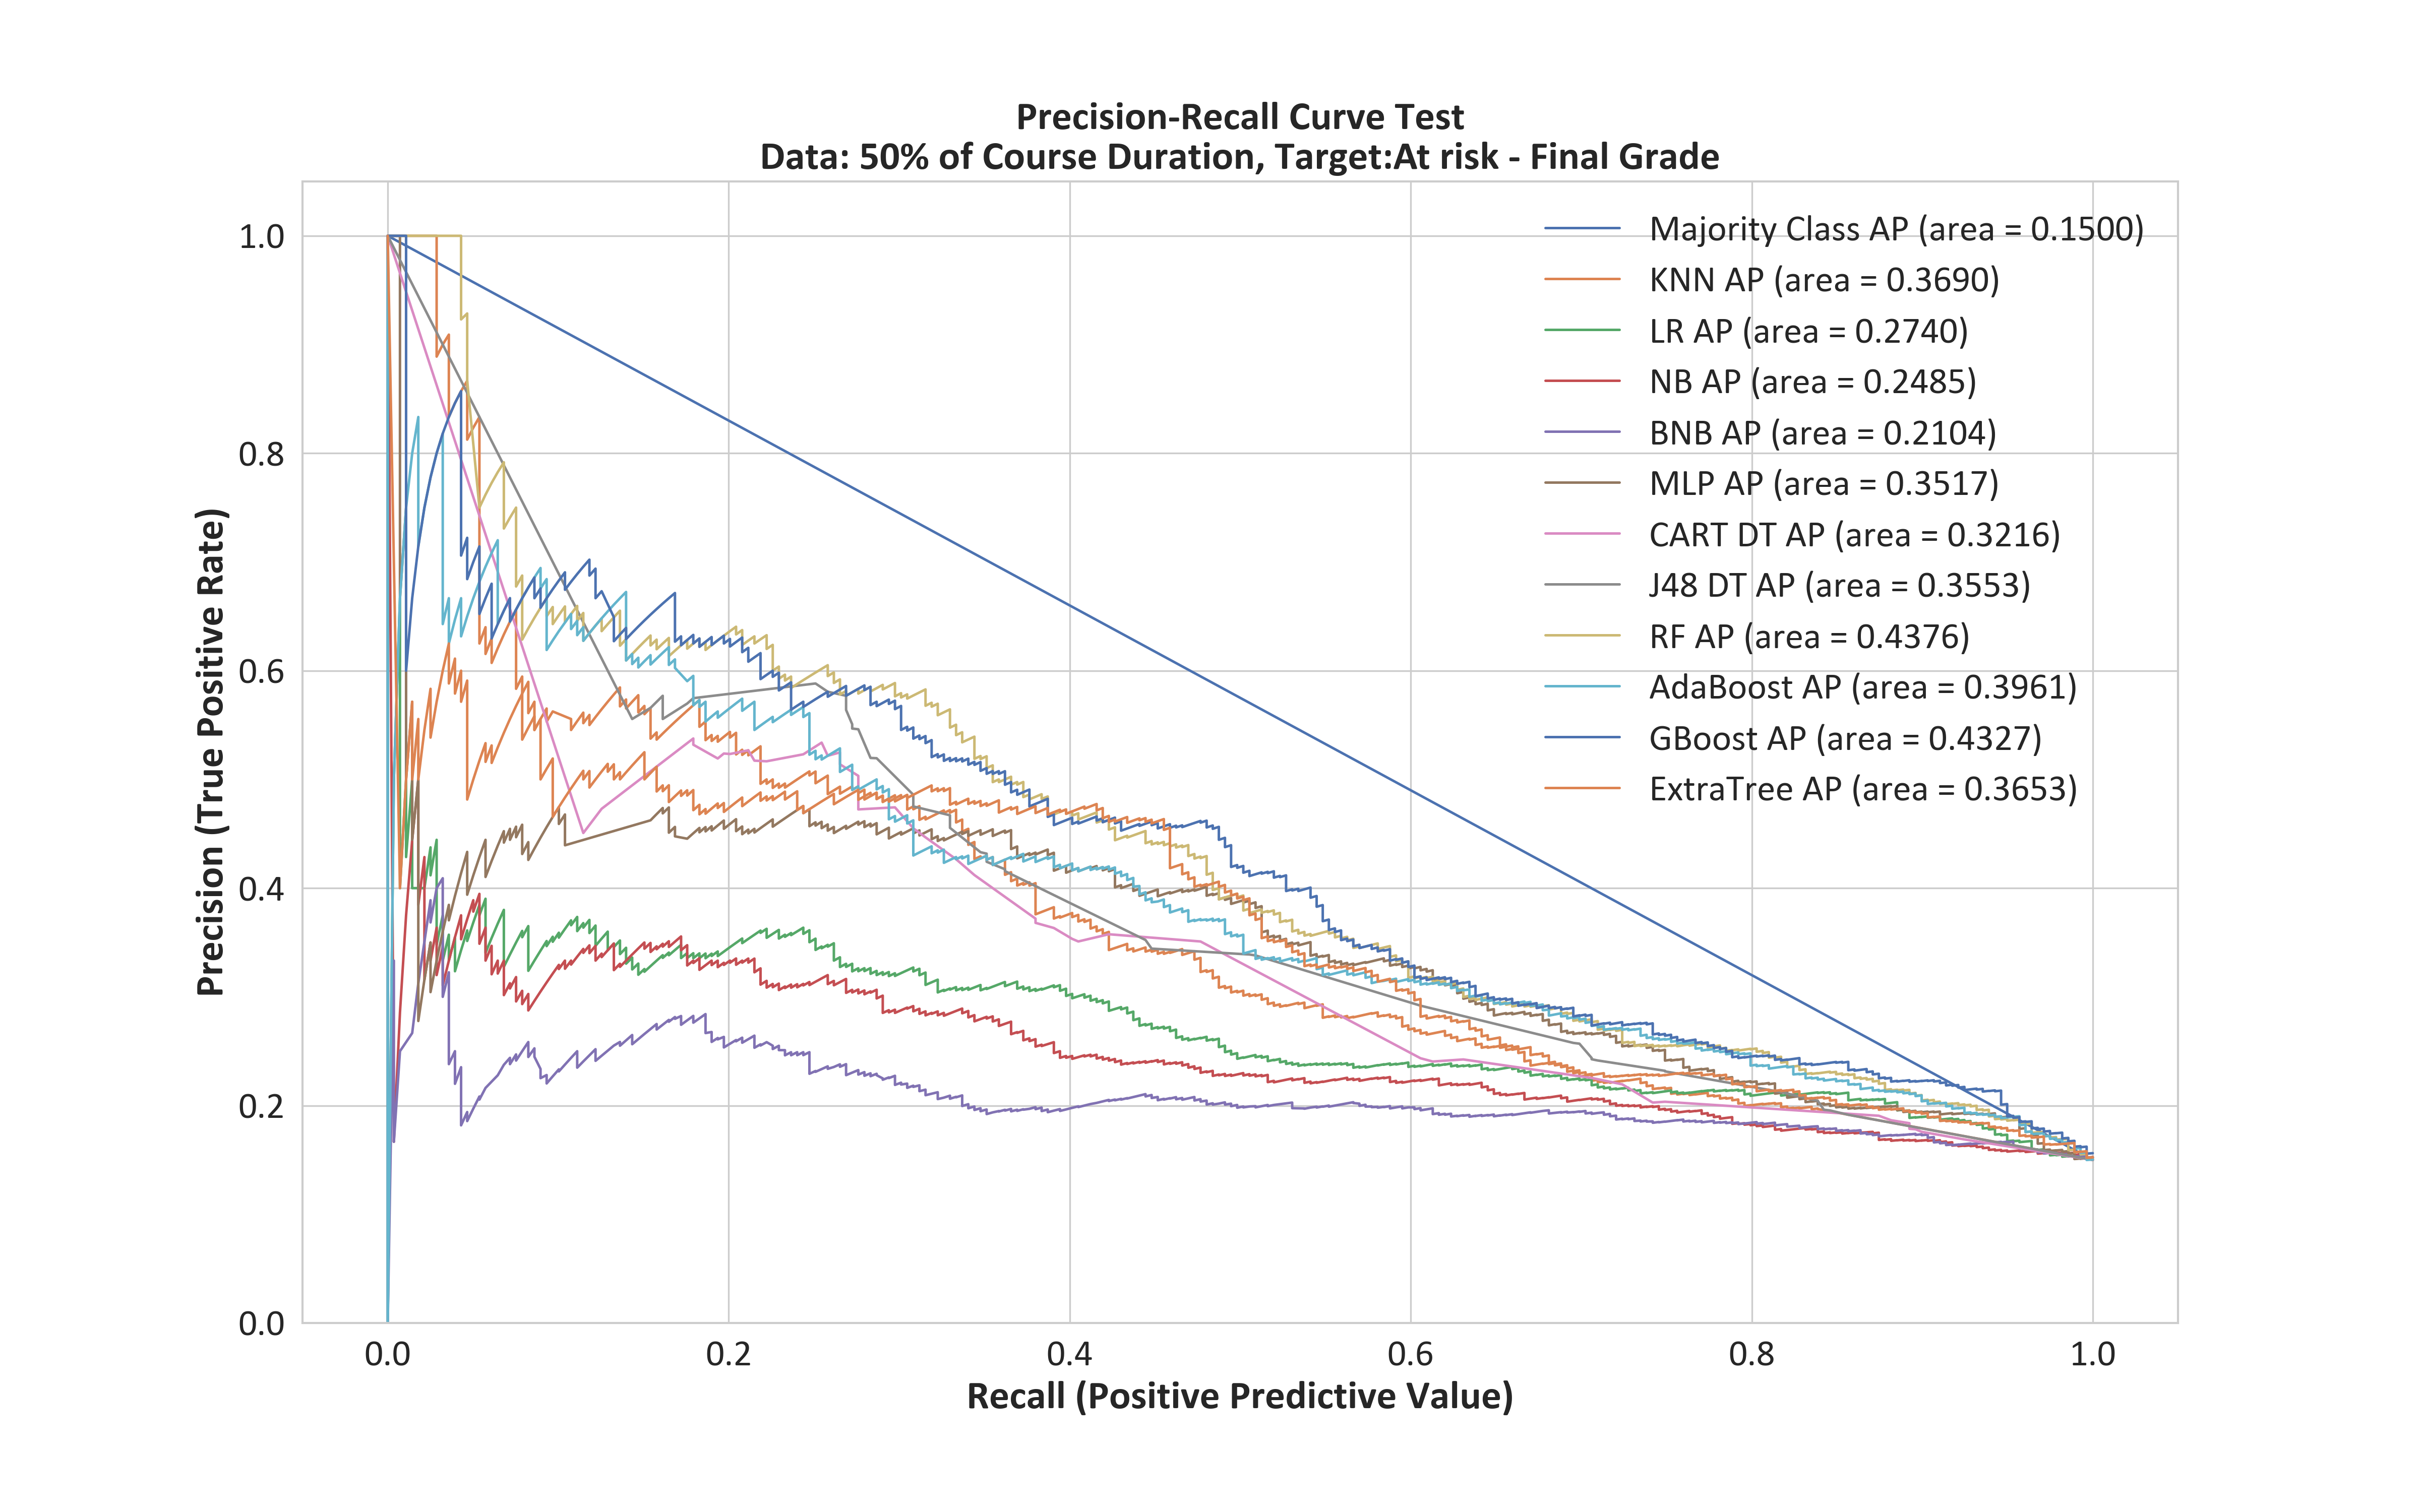 Precision-Recall Curve Test
Data: 50% of Course Duration, Target:At risk - Final Grade
Precision (True Positive Rate)
1.0
0.8
0.6
0.4
0.2
0.0
Majority Class AP (area = 0.1500)
KNN AP (area = 0.3690)
LR AP (area = 0.2740)
NB AP (area = 0.2485)
BNB AP (area = 0.2104)
MLP AP (area = 0.3517)
CART DT AP (area = 0.3216)
J48 DT AP (area = 0.3553)
RF AP (area = 0.4376)
AdaBoost AP (area = 0.3961)
GBoost AP (area = 0.4327)
ExtraTree AP (area = 0.3653)
0.0 0.2 0.4 0.6 0.8 1.0
Recall (Positive Predictive Value)